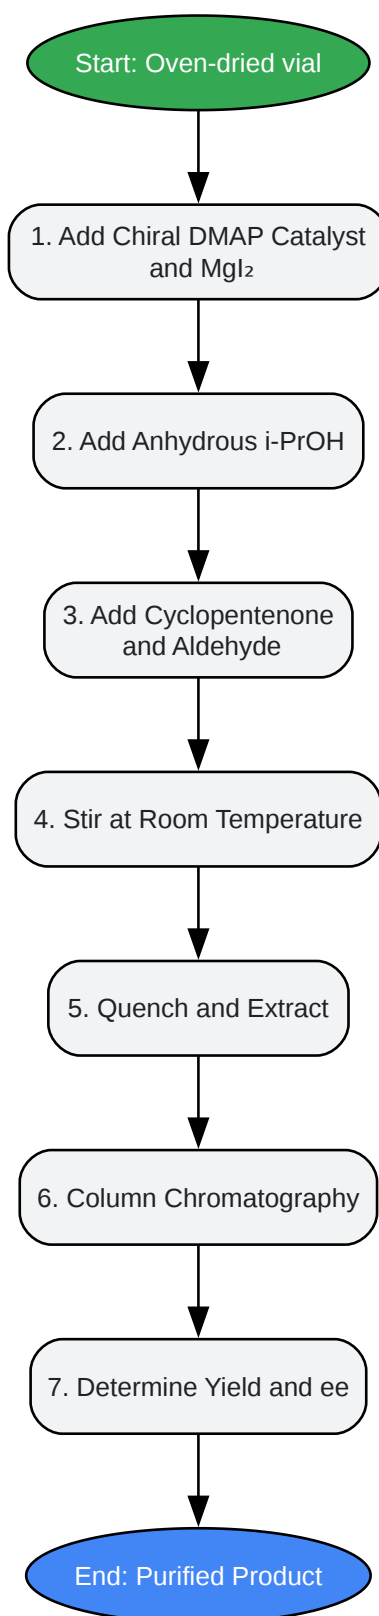 Start: Oven-dried vial
1. Add Chiral DMAP Catalyst
and MgI₂
2. Add Anhydrous i-PrOH
3. Add Cyclopentenone
and Aldehyde
4. Stir at Room Temperature
5. Quench and Extract
6. Column Chromatography
7. Determine Yield and ee
End: Purified Product